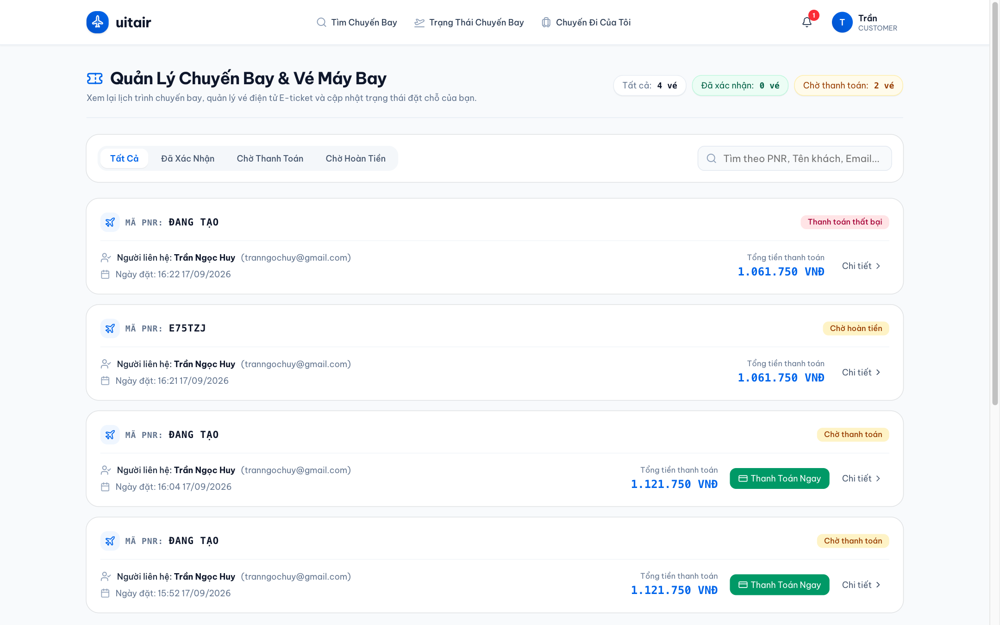 uitair
Tìm Chuyến Bay
Trạng Thái Chuyến Bay
Chuyến Đi Của Tôi
1
T
Trần
CUSTOMER
Quản Lý Chuyến Bay & Vé Máy Bay
Xem lại lịch trình chuyến bay, quản lý vé điện tử E-ticket và cập nhật trạng thái đặt chỗ của bạn.
Tất cả: 4 vé
Đã xác nhận: 0 vé
Chờ thanh toán: 2 vé
Tất Cả
Đã Xác Nhận
Chờ Thanh Toán
Chờ Hoàn Tiền
Tìm theo PNR, Tên khách, Email...
MÃ PNR: ĐANG TẠO
Thanh toán thất bại
Người liên hệ: Trần Ngọc Huy (tranngochuy@gmail.com)
Ngày đặt: 16:22 17/09/2026
Tổng tiền thanh toán
1.061.750 VNĐ
Chi tiết
MÃ PNR: E75TZJ
Chờ hoàn tiền
Người liên hệ: Trần Ngọc Huy (tranngochuy@gmail.com)
Ngày đặt: 16:21 17/09/2026
Tổng tiền thanh toán
1.061.750 VNĐ
Chi tiết
MÃ PNR: ĐANG TẠO
Chờ thanh toán
Người liên hệ: Trần Ngọc Huy (tranngochuy@gmail.com)
Ngày đặt: 16:04 17/09/2026
Tổng tiền thanh toán
1.121.750 VNĐ
Thanh Toán Ngay
Chi tiết
MÃ PNR: ĐANG TẠO
Chờ thanh toán
Người liên hệ: Trần Ngọc Huy (tranngochuy@gmail.com)
Ngày đặt: 15:52 17/09/2026
Tổng tiền thanh toán
1.121.750 VNĐ
Thanh Toán Ngay
Chi tiết